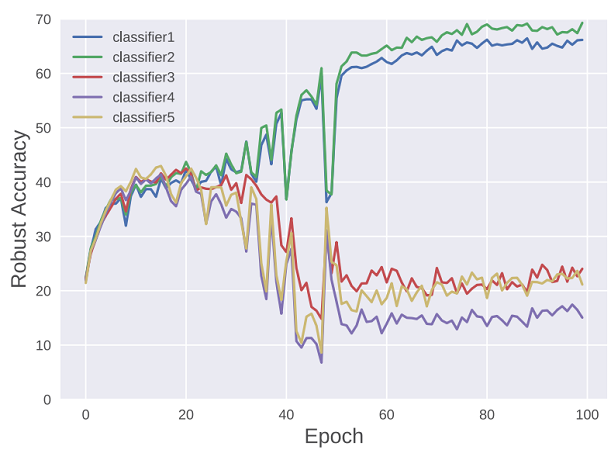 70
60
50
40
30
20
10
0
classifier1
classifier2
classifier3
classifier4
classifier5
Robust Accuracy
0 20 40 60 80 100
Epoch